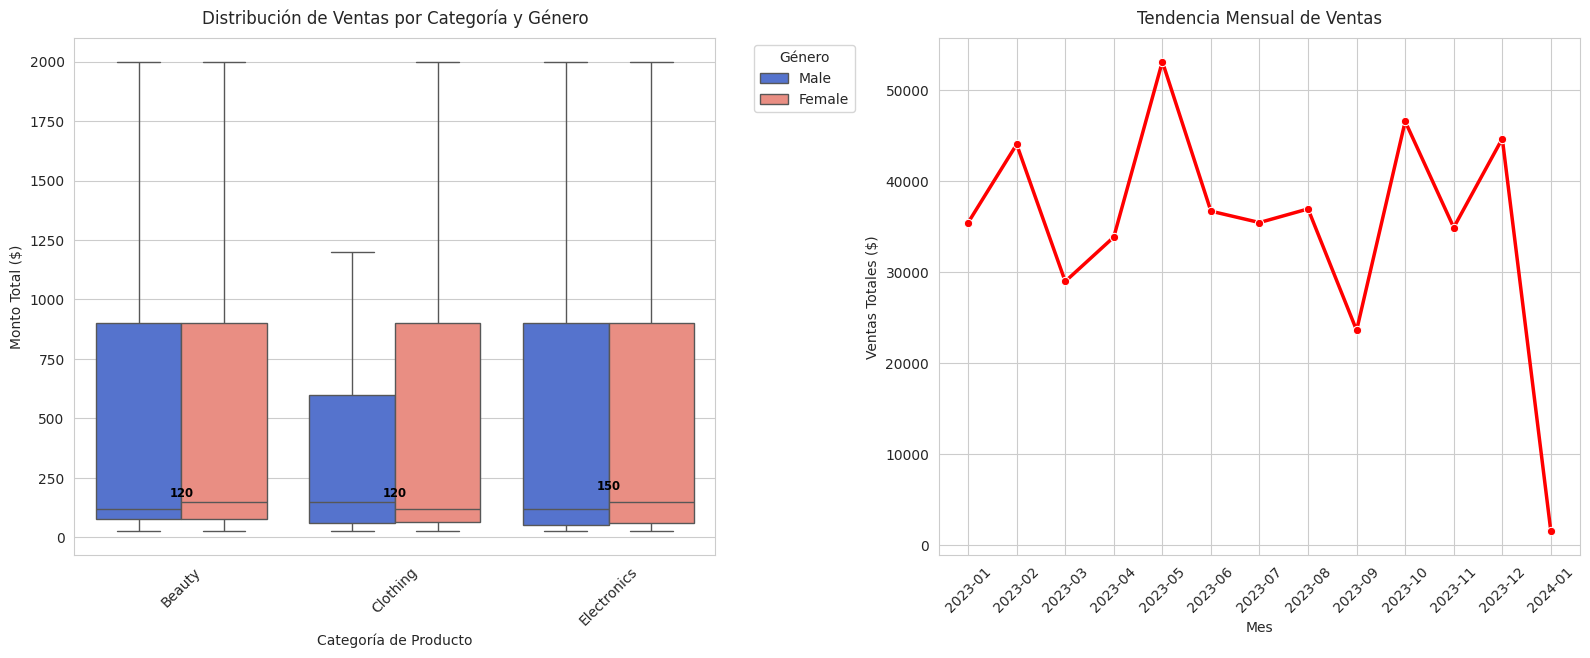 Distribución de Ventas por Categoría y Género
Monto Total ($)
2000
1750
1500
1250
1000
750
500
250
0
120
120
150
Beauty
Clothing
Electronics
Categoría de Producto
Género
Male
Female
Tendencia Mensual de Ventas
Ventas Totales ($)
50000
40000
30000
20000
10000
0
2023-01
2023-02
2023-03
2023-04
2023-05
2023-06
2023-07
2023-08
2023-09
2023-10
2023-11
2023-12
2024-01
Mes